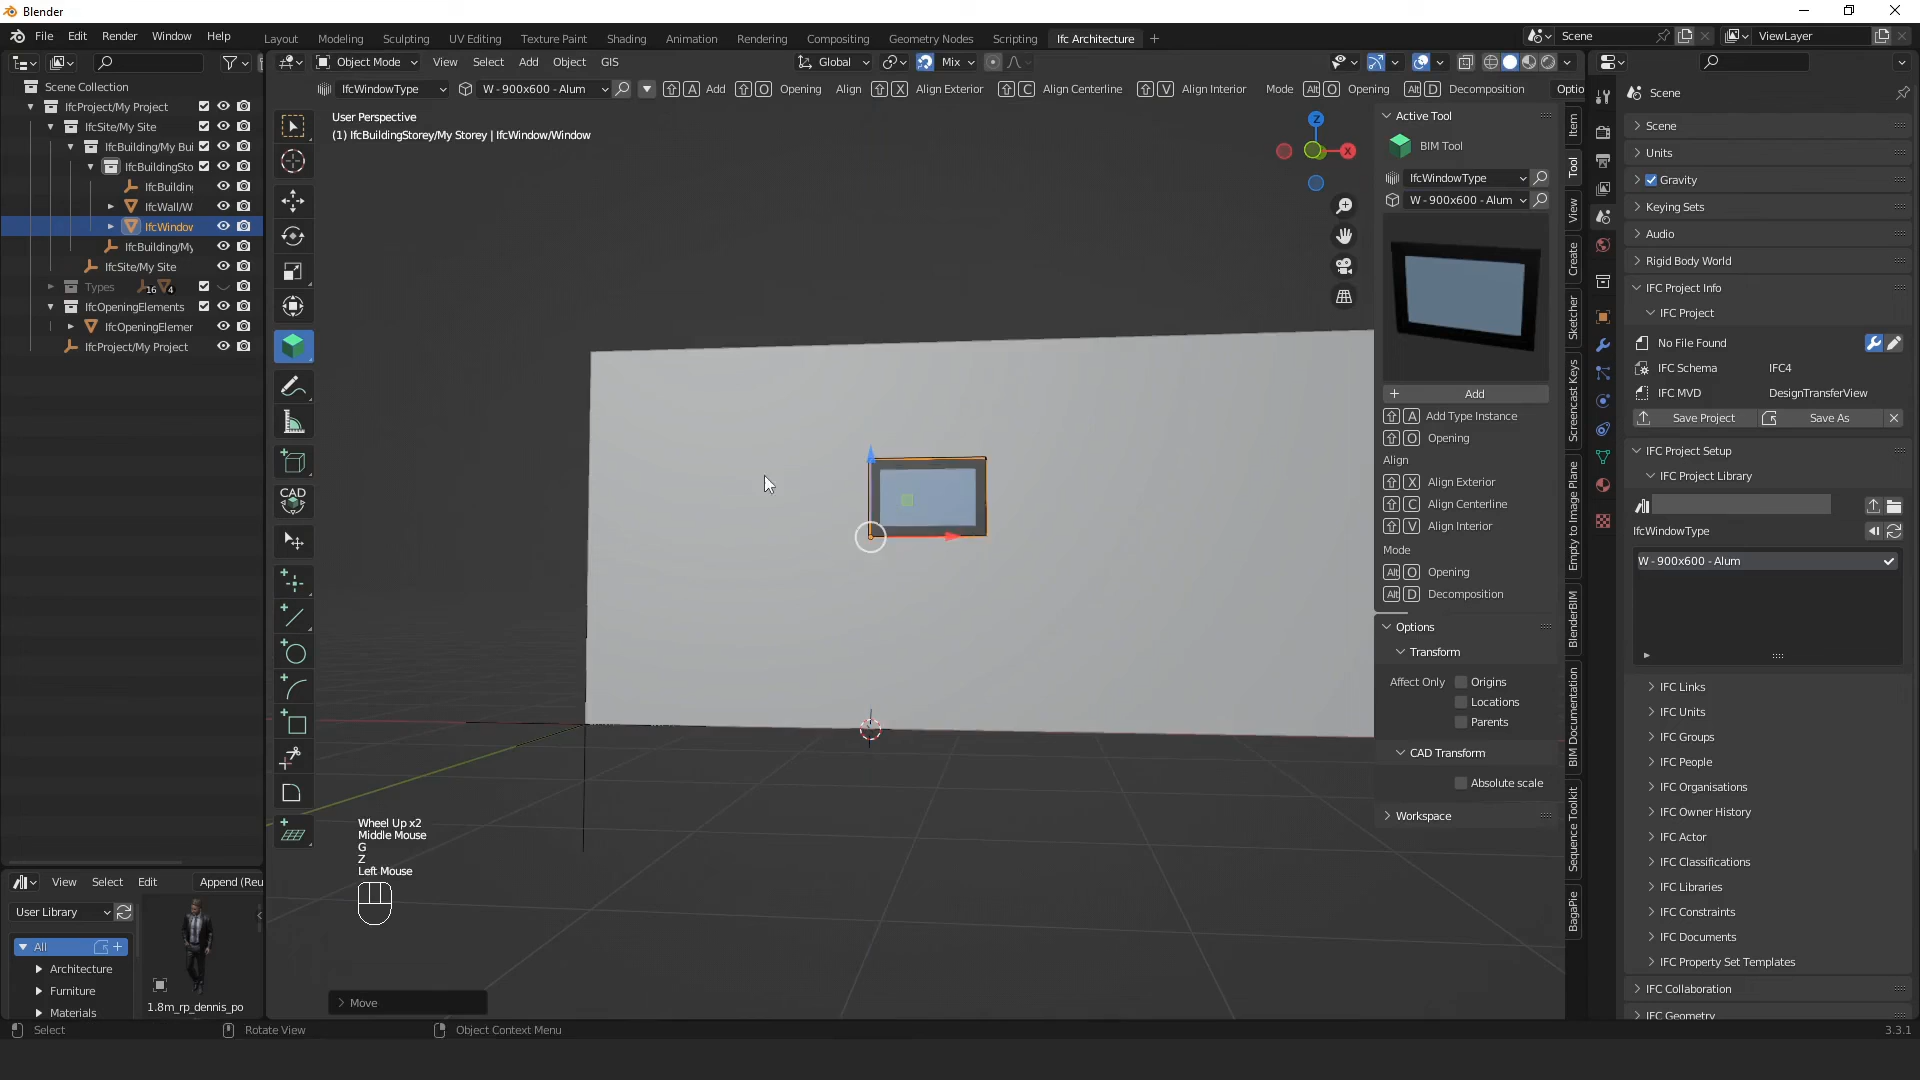 Blender
File Edit Render Window Help
Layout Modeling Sculpting UV Editing Texture Paint Shading Animation Rendering Compositing Geometry Nodes Scripting Ifc Architecture
Scene
ViewLayer
Object Mode View Select Add Object GIS
Global
Mix
IfcWindowType W - 900x600 - Alum A Add O Opening Align X Align Exterior C Align Centerline V Align Interior Mode Alt O Opening Alt D Decomposition Optio
Scene Collection
IfcProject/My Project
IfcSite/My Site
IfcBuilding/My Bui
IfcBuildingSto
IfcBuilding
IfcWall/W
IfcWindow
IfcBuilding/My
IfcSite/My Site
Types 16 4
IfcOpeningElements
IfcOpeningElemer
IfcProject/My Project
User Perspective
(1) IfcBuildingStorey/My Storey | IfcWindow/Window
Z
X
CAD
Wheel Up x2
Middle Mouse
G
Z
Left Mouse
Move
Active Tool
BIM Tool
IfcWindowType
W - 900x600 - Alum
Add
A Add Type Instance
O Opening
Align
X Align Exterior
C Align Centerline
V Align Interior
Mode
Alt O Opening
Alt D Decomposition
Options
Transform
Affect Only Origins
Locations
Parents
CAD Transform
Absolute scale
Workspace
Item
Tool
View
Create
Sketcher
Screencast Keys
Empty to Image Plane
BlenderBIM
BIM Documentation
Sequence Toolkit
BagaPie
Scene
Scene
Units
Gravity
Keying Sets
Audio
Rigid Body World
IFC Project Info
IFC Project
No File Found
IFC Schema IFC4
IFC MVD DesignTransferView
Save Project Save As
IFC Project Setup
IFC Project Library
IfcWindowType
W - 900x600 - Alum
IFC Links
IFC Units
IFC Groups
IFC People
IFC Organisations
IFC Owner History
IFC Actor
IFC Classifications
IFC Libraries
IFC Constraints
IFC Documents
IFC Property Set Templates
IFC Collaboration
IFC Geometry
View Select Edit Append (Reu
User Library
All
Architecture
Furniture
Materials
1.8m_rp_dennis_po
Select Rotate View Object Context Menu
3.3.1